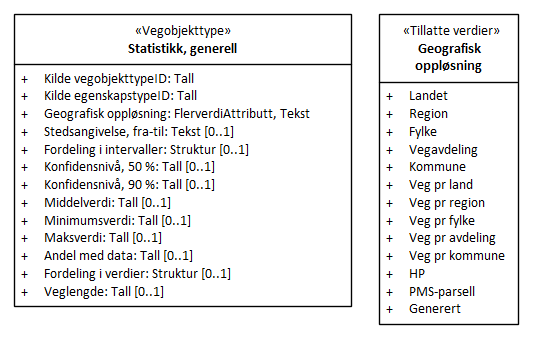 «Vegobjekttype»
Statistikk, generell
+ Kilde vegobjekttypeID: Tall
+ Kilde egenskapstypeID: Tall
+ Geografisk oppløsning: FlerverdiAttributt, Tekst
+ Stedsangivelse, fra-til: Tekst [0..1]
+ Fordeling i intervaller: Struktur [0..1]
+ Konfidensnivå, 50 %: Tall [0..1]
+ Konfidensnivå, 90 %: Tall [0..1]
+ Middelverdi: Tall [0..1]
+ Minimumsverdi: Tall [0..1]
+ Maksverdi: Tall [0..1]
+ Andel med data: Tall [0..1]
+ Fordeling i verdier: Struktur [0..1]
+ Veglengde: Tall [0..1]
«Tillatte verdier»
Geografisk
oppløsning
+ Landet
+ Region
+ Fylke
+ Vegavdeling
+ Kommune
+ Veg pr land
+ Veg pr region
+ Veg pr fylke
+ Veg pr avdeling
+ Veg pr kommune
+ HP
+ PMS-parsell
+ Generert